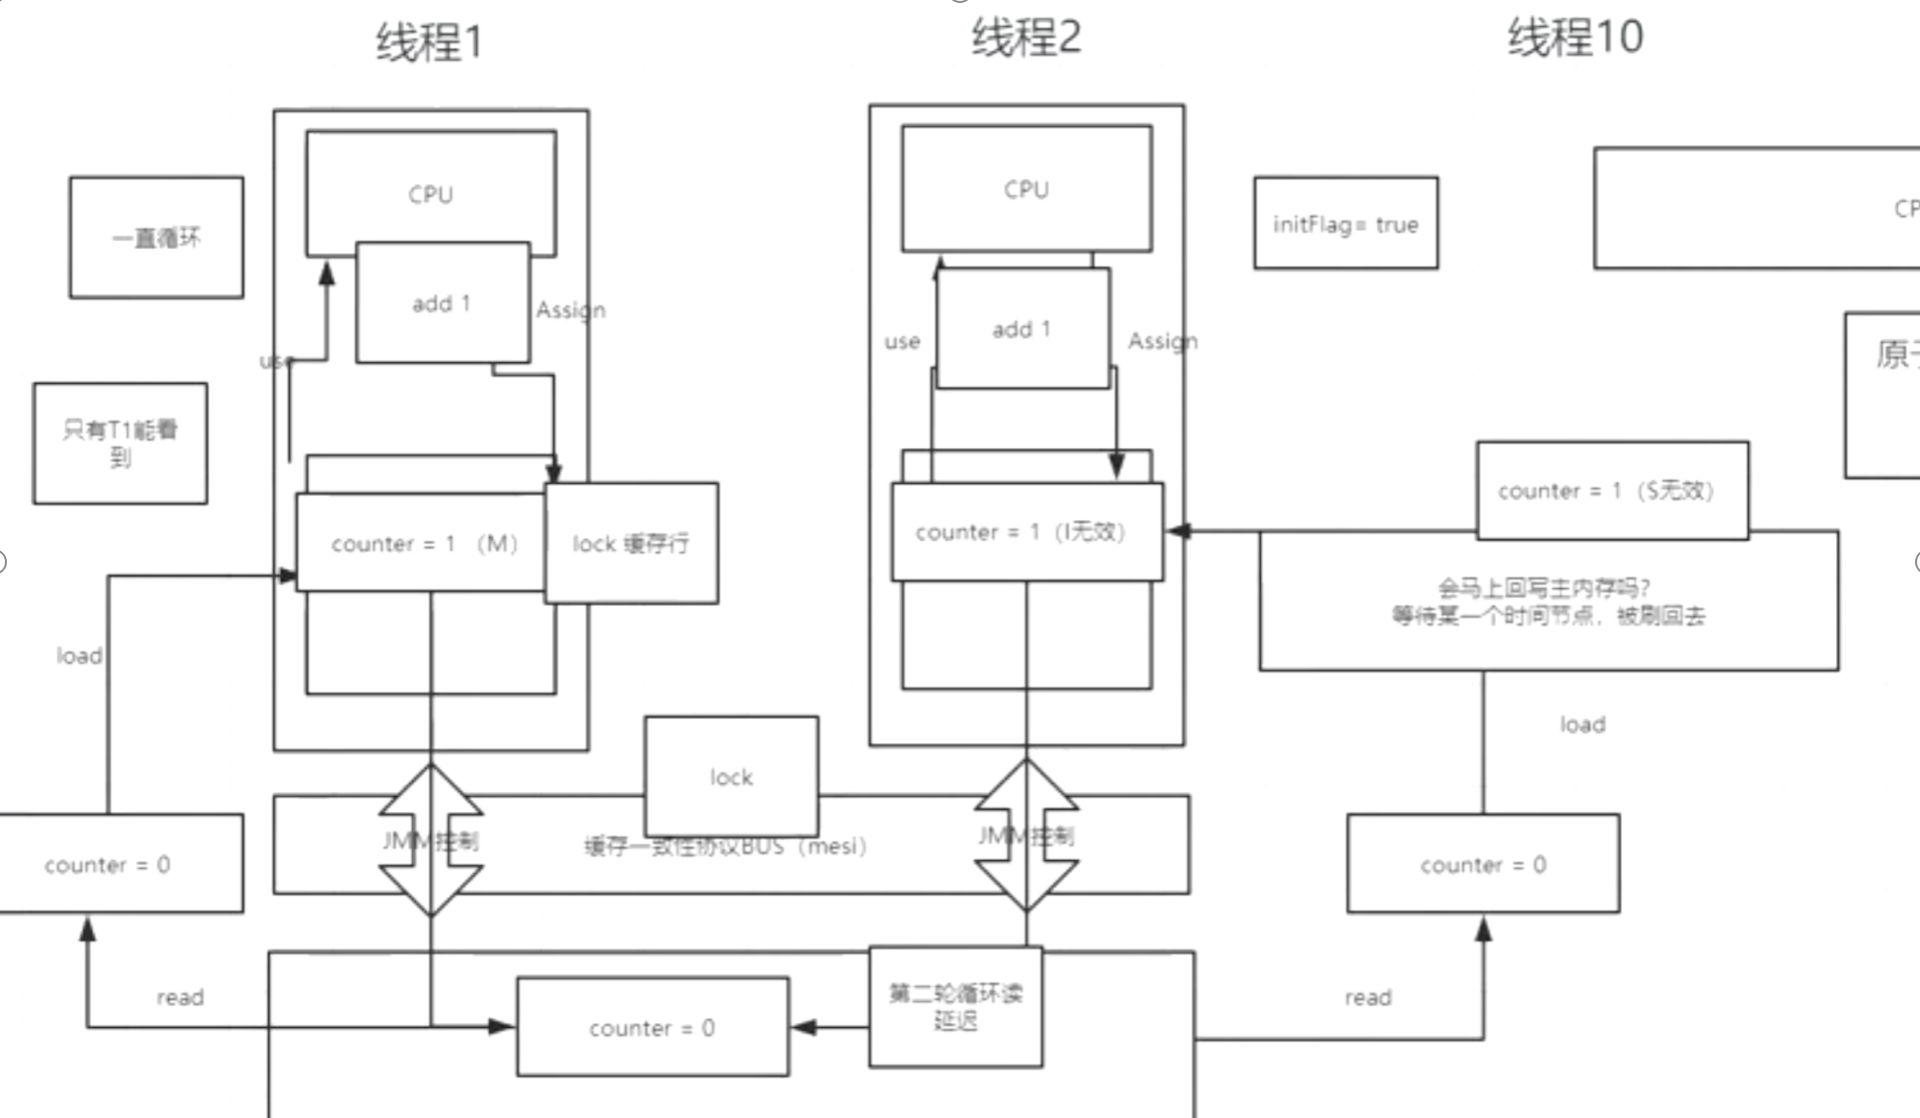 线程1
线程2
线程10
CPU
CPU
CP
一直循环
initFlag= true
add 1
Assign
add 1
use
Assign
use
原子
只有T1能看
到
counter = 1 （M）
lock 缓存行
counter = 1（I无效）
counter = 1（S无效）
会马上回写主内存吗？
等待某一个时间节点，被刷回去
load
load
lock
JMM控制
缓存一致性协议BUS（mesi）
JMM控制
counter = 0
counter = 0
read
counter = 0
第二轮循环读
延迟
read